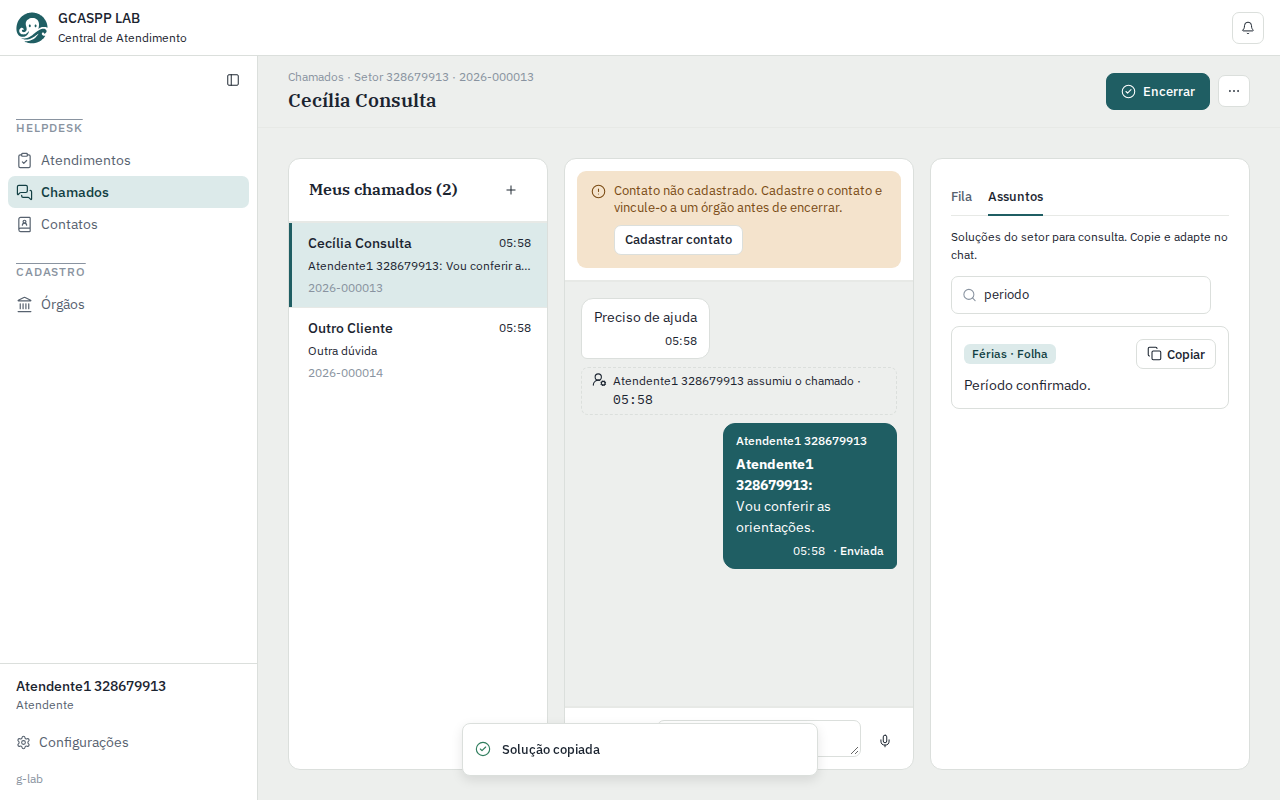 GCASPP LAB
Central de Atendimento
HELPDESK
Atendimentos
Chamados
Contatos
CADASTRO
Órgãos
Atendente1 328679913
Atendente
Configurações
g-lab
Chamados · Setor 328679913 · 2026-000013
Cecília Consulta
Encerrar
Meus chamados (2)
Cecília Consulta 05:58
Atendente1 328679913: Vou conferir a...
2026-000013
Outro Cliente 05:58
Outra dúvida
2026-000014
Contato não cadastrado. Cadastre o contato e
vincule-o a um órgão antes de encerrar.
Cadastrar contato
Preciso de ajuda
05:58
Atendente1 328679913 assumiu o chamado ·
05:58
Atendente1 328679913
Atendente1
328679913:
Vou conferir as
orientações.
05:58 · Enviada
Fila Assuntos
Soluções do setor para consulta. Copie e adapte no
chat.
periodo
Férias · Folha
Copiar
Período confirmado.
Solução copiada